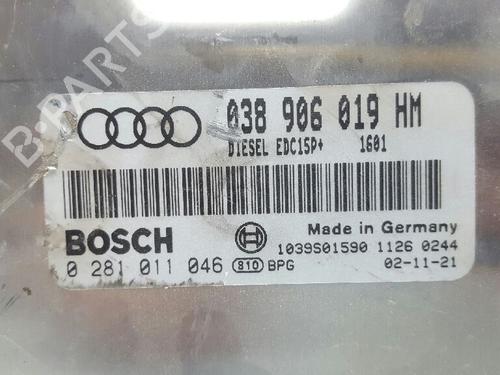 B-PARTS
038 906 019 HM
DIESEL EDC15P+ 1601
BOSCH
Made in Germany
1039S01590 1126 0244
0 281 011 046 810 BPG 02-11-21